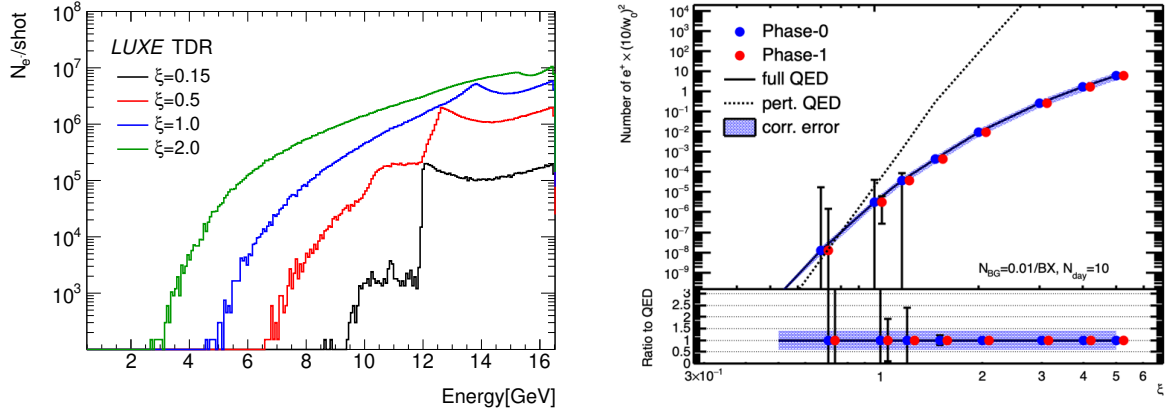 N_e-/shot
LUXE TDR
ξ=0.15
ξ=0.5
ξ=1.0
ξ=2.0
10^7
10^6
10^5
10^4
10^3
2 4 6 8 10 12 14 16
Energy[GeV]
Number of e^+ × (10/w_0)^2
10^4
10^3
10^2
10
1
10^-1
10^-2
10^-3
10^-4
10^-5
10^-6
10^-7
10^-8
10^-9
Phase-0
Phase-1
full QED
pert. QED
corr. error
N_BG=0.01/BX, N_day=10
Ratio to QED
3
2.5
2
1.5
1
0.5
0
3×10^-1 1 2 3 4 5 6
ξ